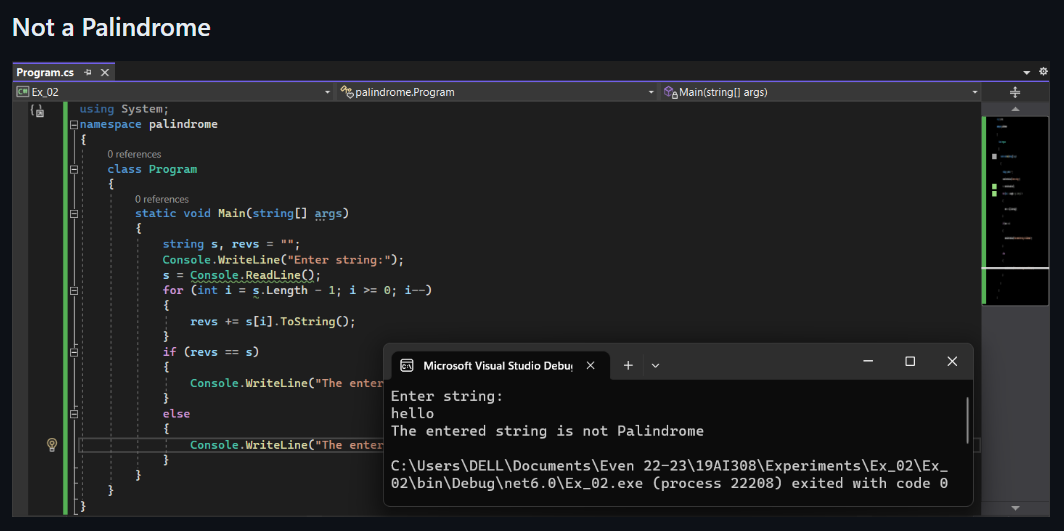 Not a Palindrome
Program.cs
C# Ex_02
palindrome.Program
Main(string[] args)
using System;
namespace palindrome
{
0 references
class Program
{
0 references
static void Main(string[] args)
{
string s, revs = "";
Console.WriteLine("Enter string:");
s = Console.ReadLine();
for (int i = s.Length - 1; i >= 0; i--)
{
revs += s[i].ToString();
}
if (revs == s)
{
Console.WriteLine("The enter
}
else
{
Console.WriteLine("The enter
}
}
}
}
Microsoft Visual Studio Debu
Enter string:
hello
The entered string is not Palindrome
C:\Users\DELL\Documents\Even 22-23\19AI308\Experiments\Ex_02\Ex_
02\bin\Debug\net6.0\Ex_02.exe (process 22208) exited with code 0